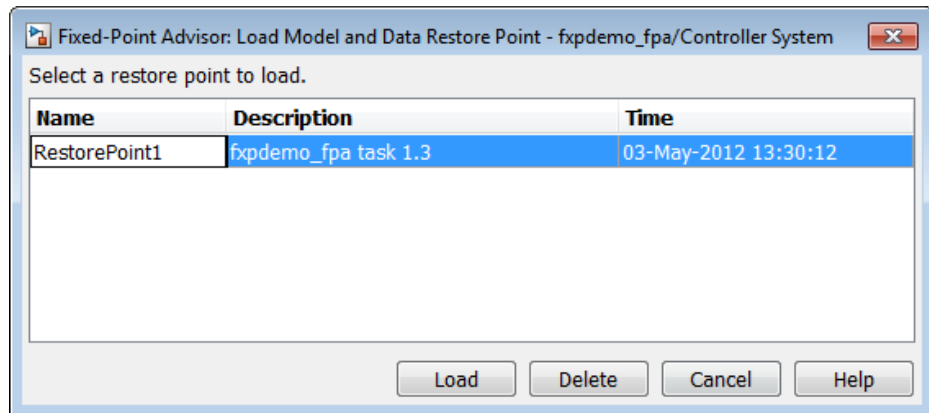 Fixed-Point Advisor: Load Model and Data Restore Point - fxpdemo_fpa/Controller System
Select a restore point to load.
Name Description Time
RestorePoint1 fxpdemo_fpa task 1.3 03-May-2012 13:30:12
Load Delete Cancel Help